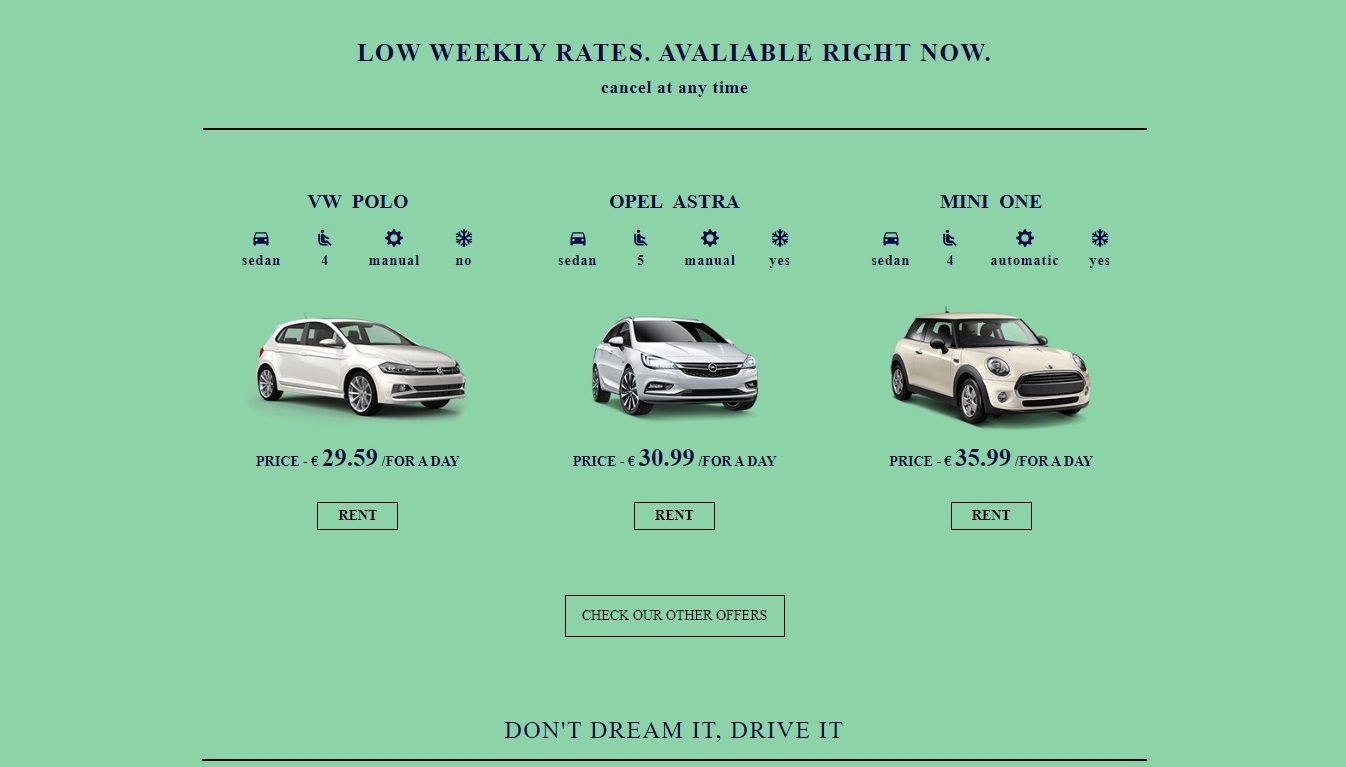 LOW WEEKLY RATES. AVALIABLE RIGHT NOW.
cancel at any time
VW POLO
sedan 4 manual no
PRICE - € 29.59 /FOR A DAY
RENT
OPEL ASTRA
sedan 5 manual yes
PRICE - € 30.99 /FOR A DAY
RENT
MINI ONE
sedan 4 automatic yes
PRICE - € 35.99 /FOR A DAY
RENT
CHECK OUR OTHER OFFERS
DON'T DREAM IT, DRIVE IT